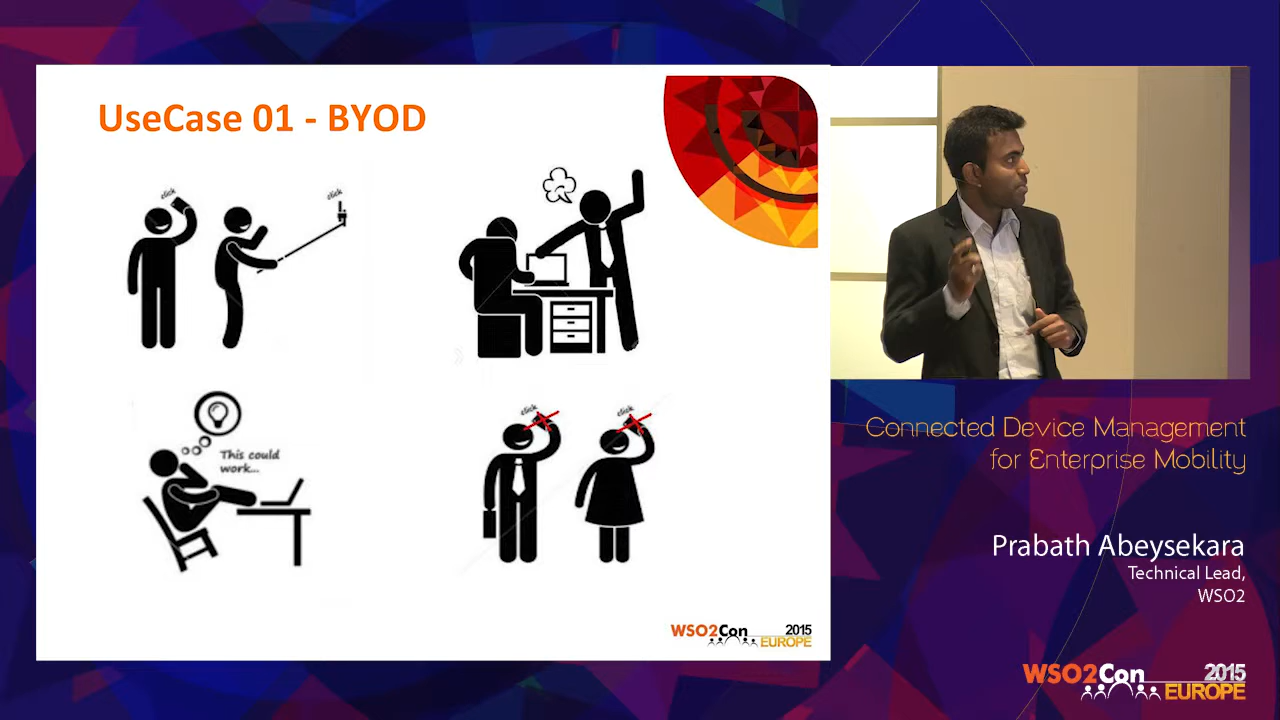 UseCase 01 - BYOD
click
click
This could
work...
click
click
WSO2Con 2015
EUROPE
Connected Device Management
for Enterprise Mobility
Prabath Abeysekara
Technical Lead,
WSO2
WSO2Con 2015
EUROPE